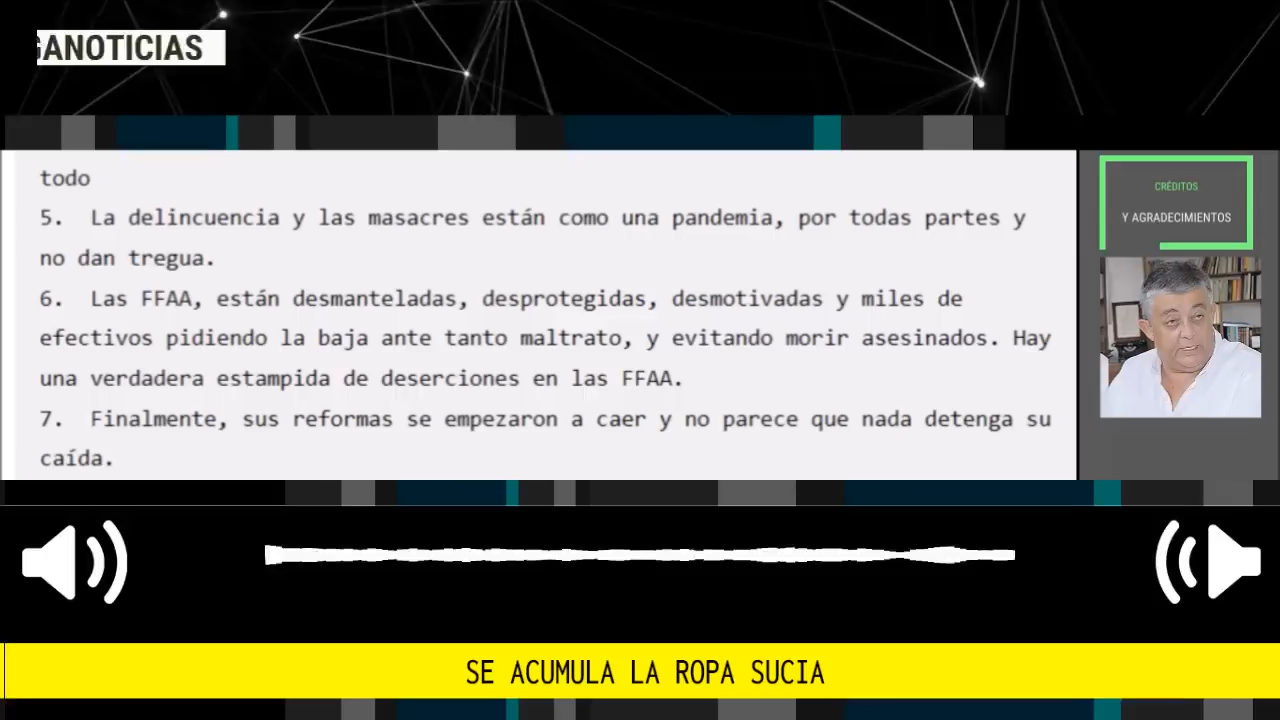 GANOTICIAS
todo
5. La delincuencia y las masacres están como una pandemia, por todas partes y
no dan tregua.
6. Las FFAA, están desmanteladas, desprotegidas, desmotivadas y miles de
efectivos pidiendo la baja ante tanto maltrato, y evitando morir asesinados. Hay
una verdadera estampida de deserciones en las FFAA.
7. Finalmente, sus reformas se empezaron a caer y no parece que nada detenga su
caída.
CRÉDITOS
Y AGRADECIMIENTOS
SE ACUMULA LA ROPA SUCIA